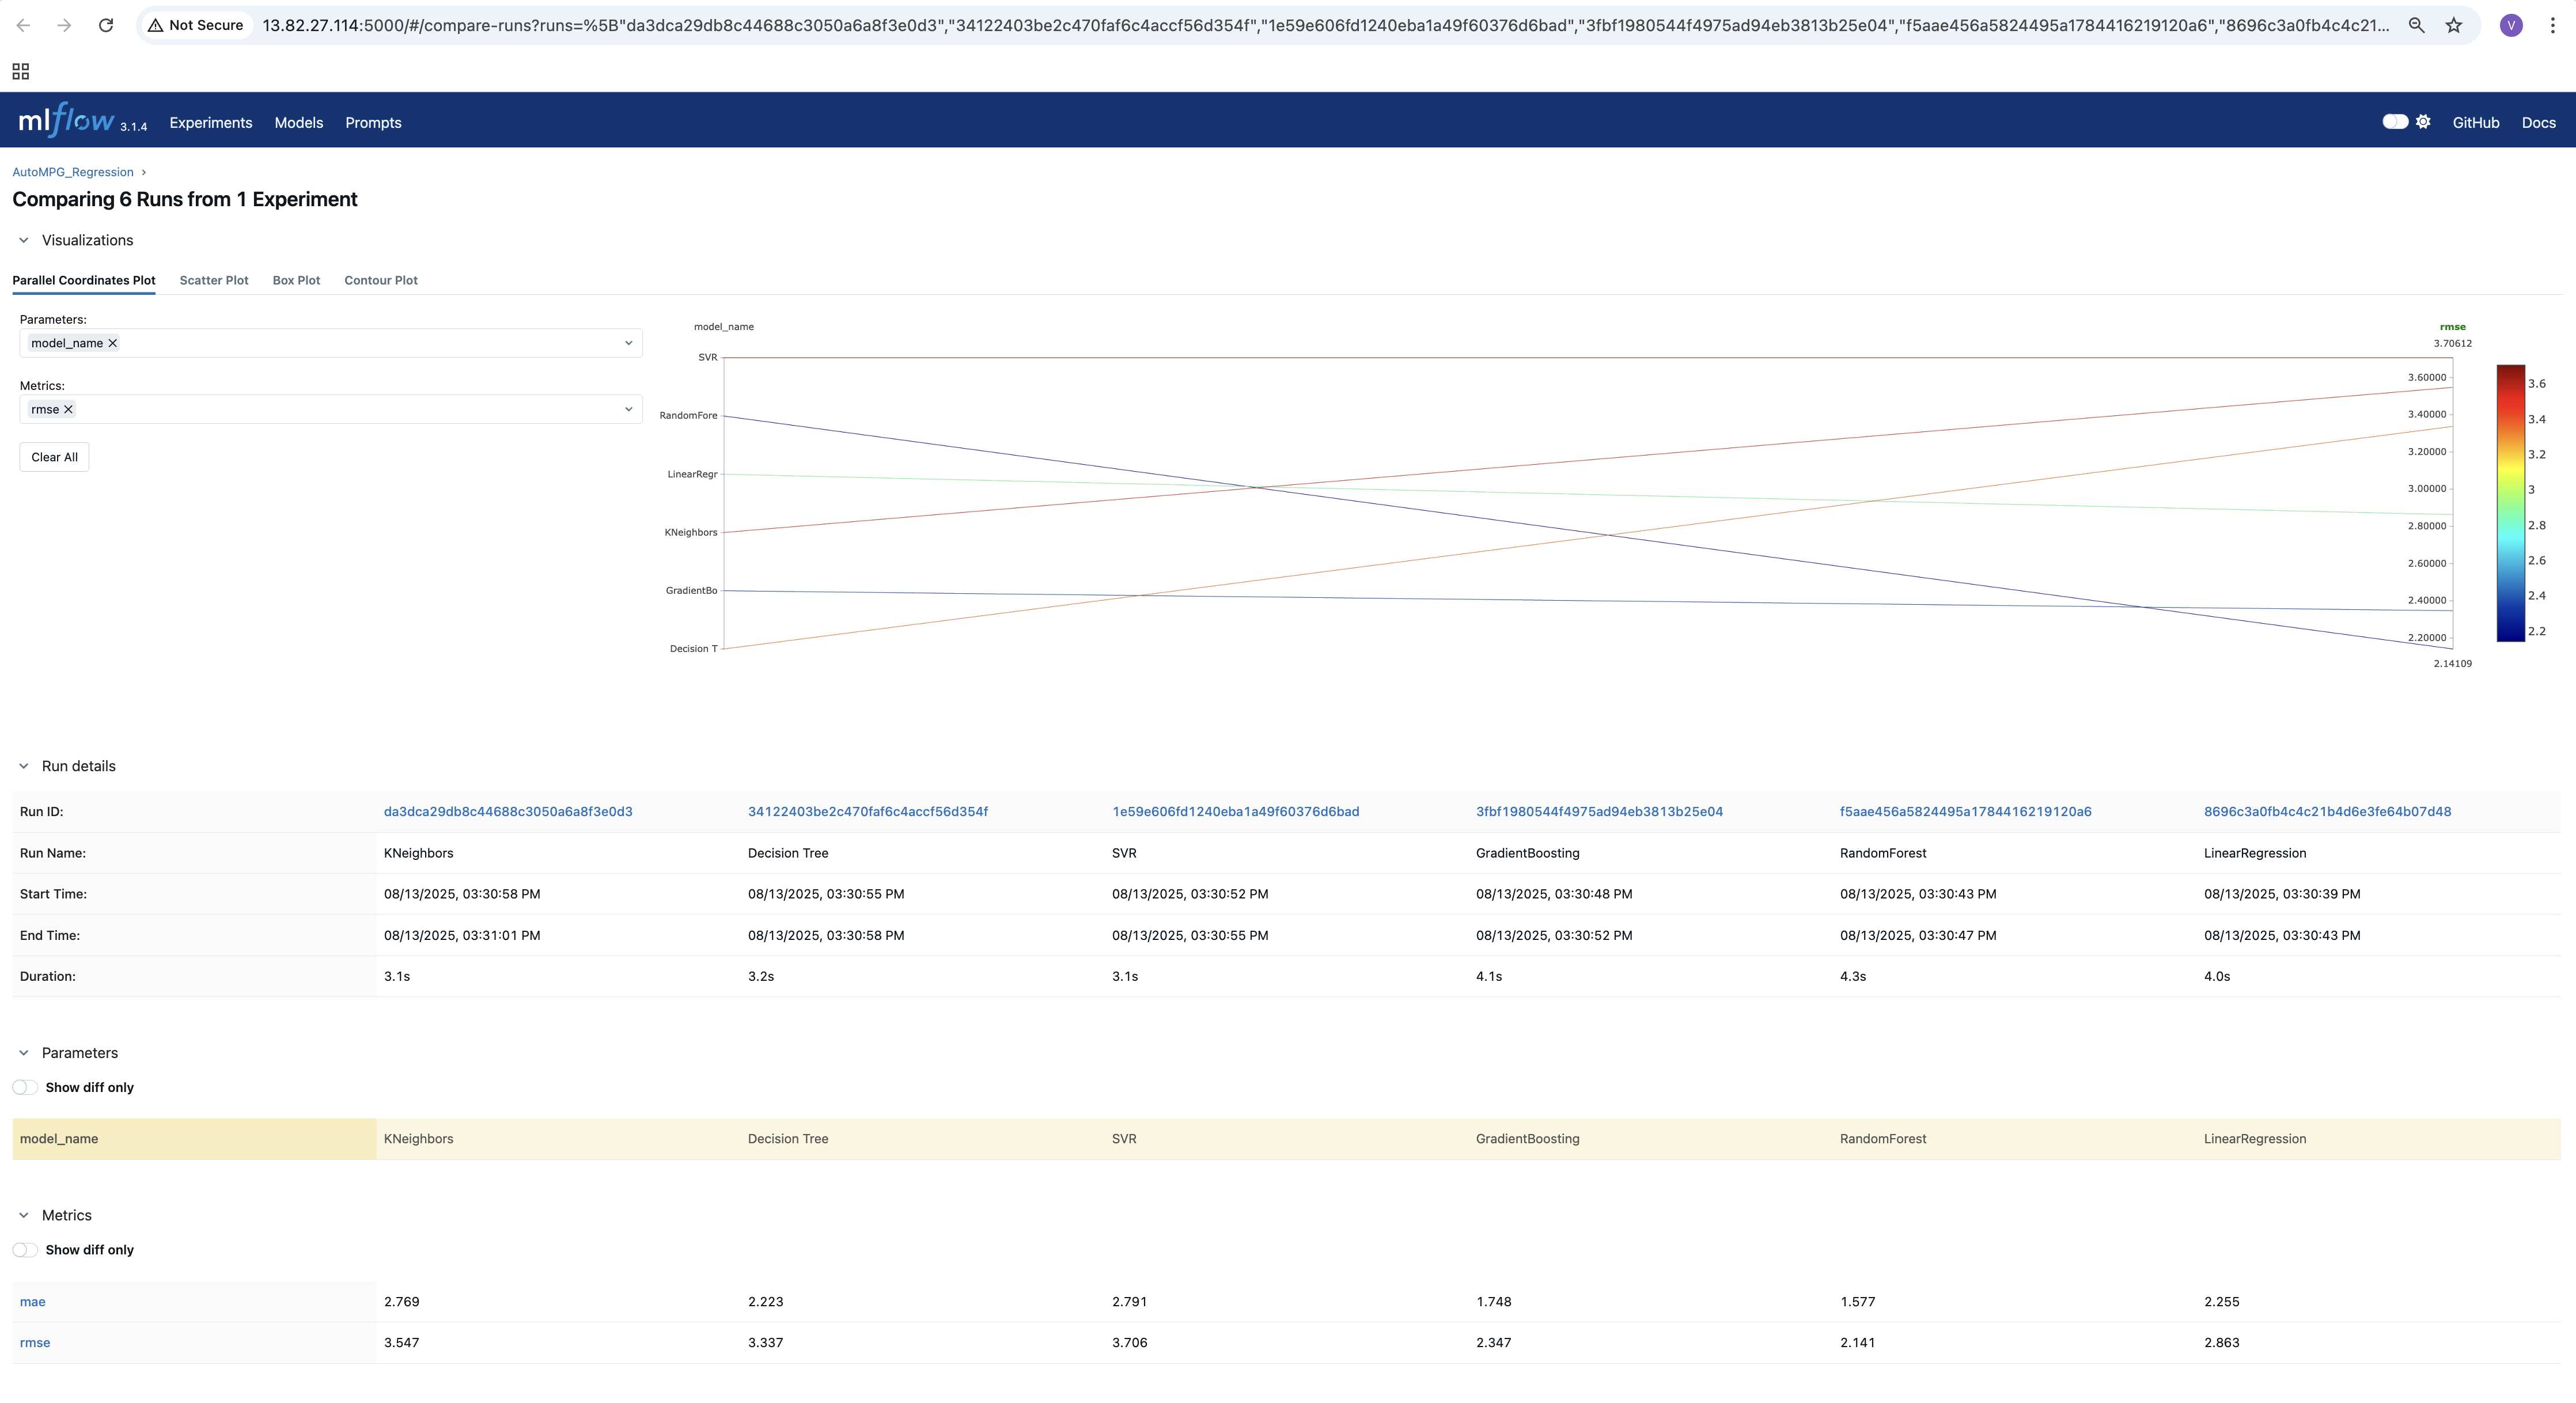 Not Secure 13.82.27.114:5000/#/compare-runs?runs=%5B"da3dca29db8c44688c3050a6a8f3e0d3","34122403be2c470faf6c4accf56d354f","1e59e606fd1240eba1a49f60376d6bad","3fbf1980544f4975ad94eb3813b25e04","f5aae456a5824495a1784416219120a6","8696c3a0fb4c4c21... V
mlflow 3.1.4 Experiments Models Prompts GitHub Docs
AutoMPG_Regression ›
Comparing 6 Runs from 1 Experiment
Visualizations
Parallel Coordinates Plot Scatter Plot Box Plot Contour Plot
Parameters:
model_name
Metrics:
rmse
Clear All
model_name
SVR
RandomFore
LinearRegr
KNeighbors
GradientBo
Decision T
rmse
3.70612
3.60000
3.40000
3.20000
3.00000
2.80000
2.60000
2.40000
2.20000
2.14109
3.6
3.4
3.2
3
2.8
2.6
2.4
2.2
Run details
Run ID: da3dca29db8c44688c3050a6a8f3e0d3 34122403be2c470faf6c4accf56d354f 1e59e606fd1240eba1a49f60376d6bad 3fbf1980544f4975ad94eb3813b25e04 f5aae456a5824495a1784416219120a6 8696c3a0fb4c4c21b4d6e3fe64b07d48
Run Name: KNeighbors Decision Tree SVR GradientBoosting RandomForest LinearRegression
Start Time: 08/13/2025, 03:30:58 PM 08/13/2025, 03:30:55 PM 08/13/2025, 03:30:52 PM 08/13/2025, 03:30:48 PM 08/13/2025, 03:30:43 PM 08/13/2025, 03:30:39 PM
End Time: 08/13/2025, 03:31:01 PM 08/13/2025, 03:30:58 PM 08/13/2025, 03:30:55 PM 08/13/2025, 03:30:52 PM 08/13/2025, 03:30:47 PM 08/13/2025, 03:30:43 PM
Duration: 3.1s 3.2s 3.1s 4.1s 4.3s 4.0s
Parameters
Show diff only
model_name KNeighbors Decision Tree SVR GradientBoosting RandomForest LinearRegression
Metrics
Show diff only
mae 2.769 2.223 2.791 1.748 1.577 2.255
rmse 3.547 3.337 3.706 2.347 2.141 2.863